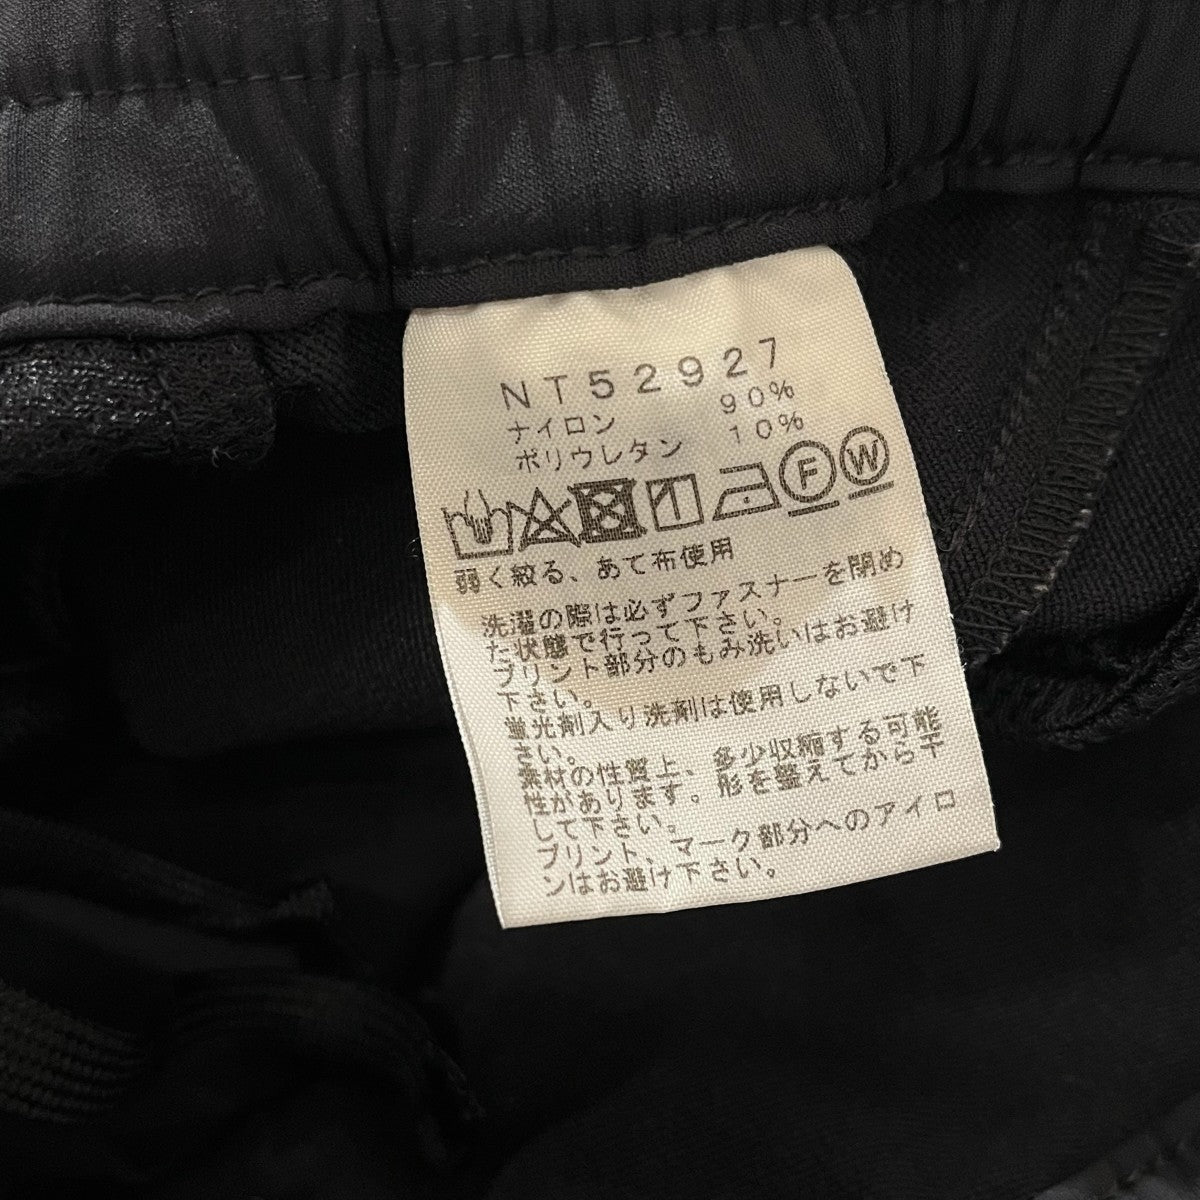 NT52927
ナイロン 90%
ポリウレタン 10%
F W
弱く絞る、あて布使用
洗濯の際は必ずファスナーを閉め
た状態で行って下さい。
プリント部分のもみ洗いはお避け
下さい。
蛍光剤入り洗剤は使用しないで下
さい。
素材の性質上、多少収縮する可能
性があります。形を整えてから干
して下さい。
プリント、マーク部分へのアイロ
ンはお避け下さい。